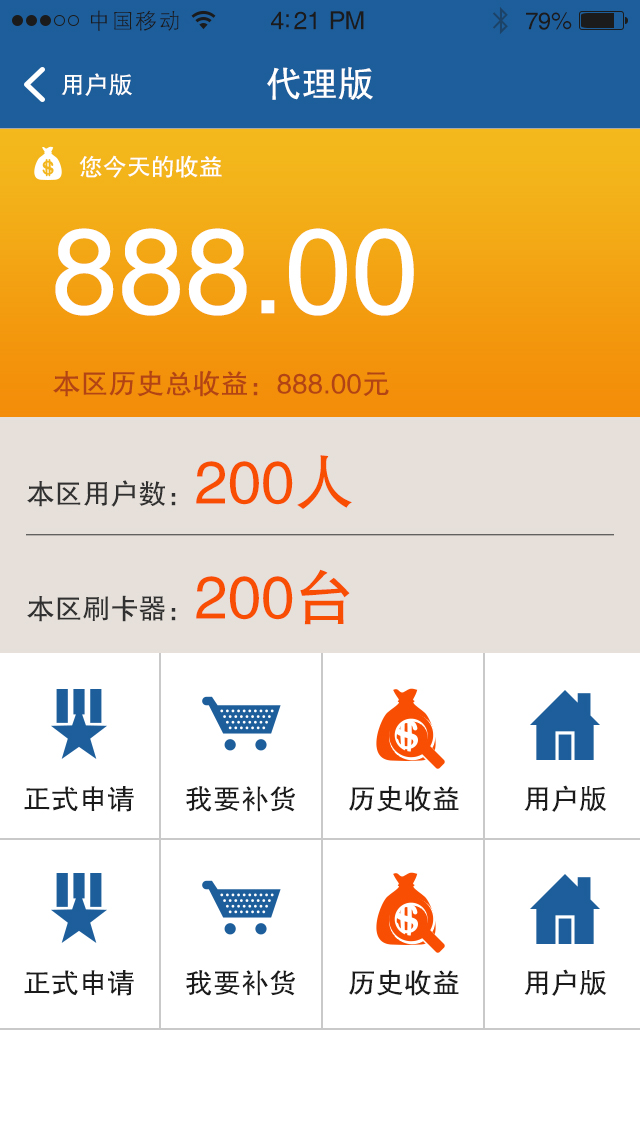 中国移动 4:21 PM 79%
用户版 代理版
您今天的收益
888.00
本区历史总收益：888.00元
本区用户数：200人
本区刷卡器：200台
正式申请 我要补货 历史收益 用户版
正式申请 我要补货 历史收益 用户版